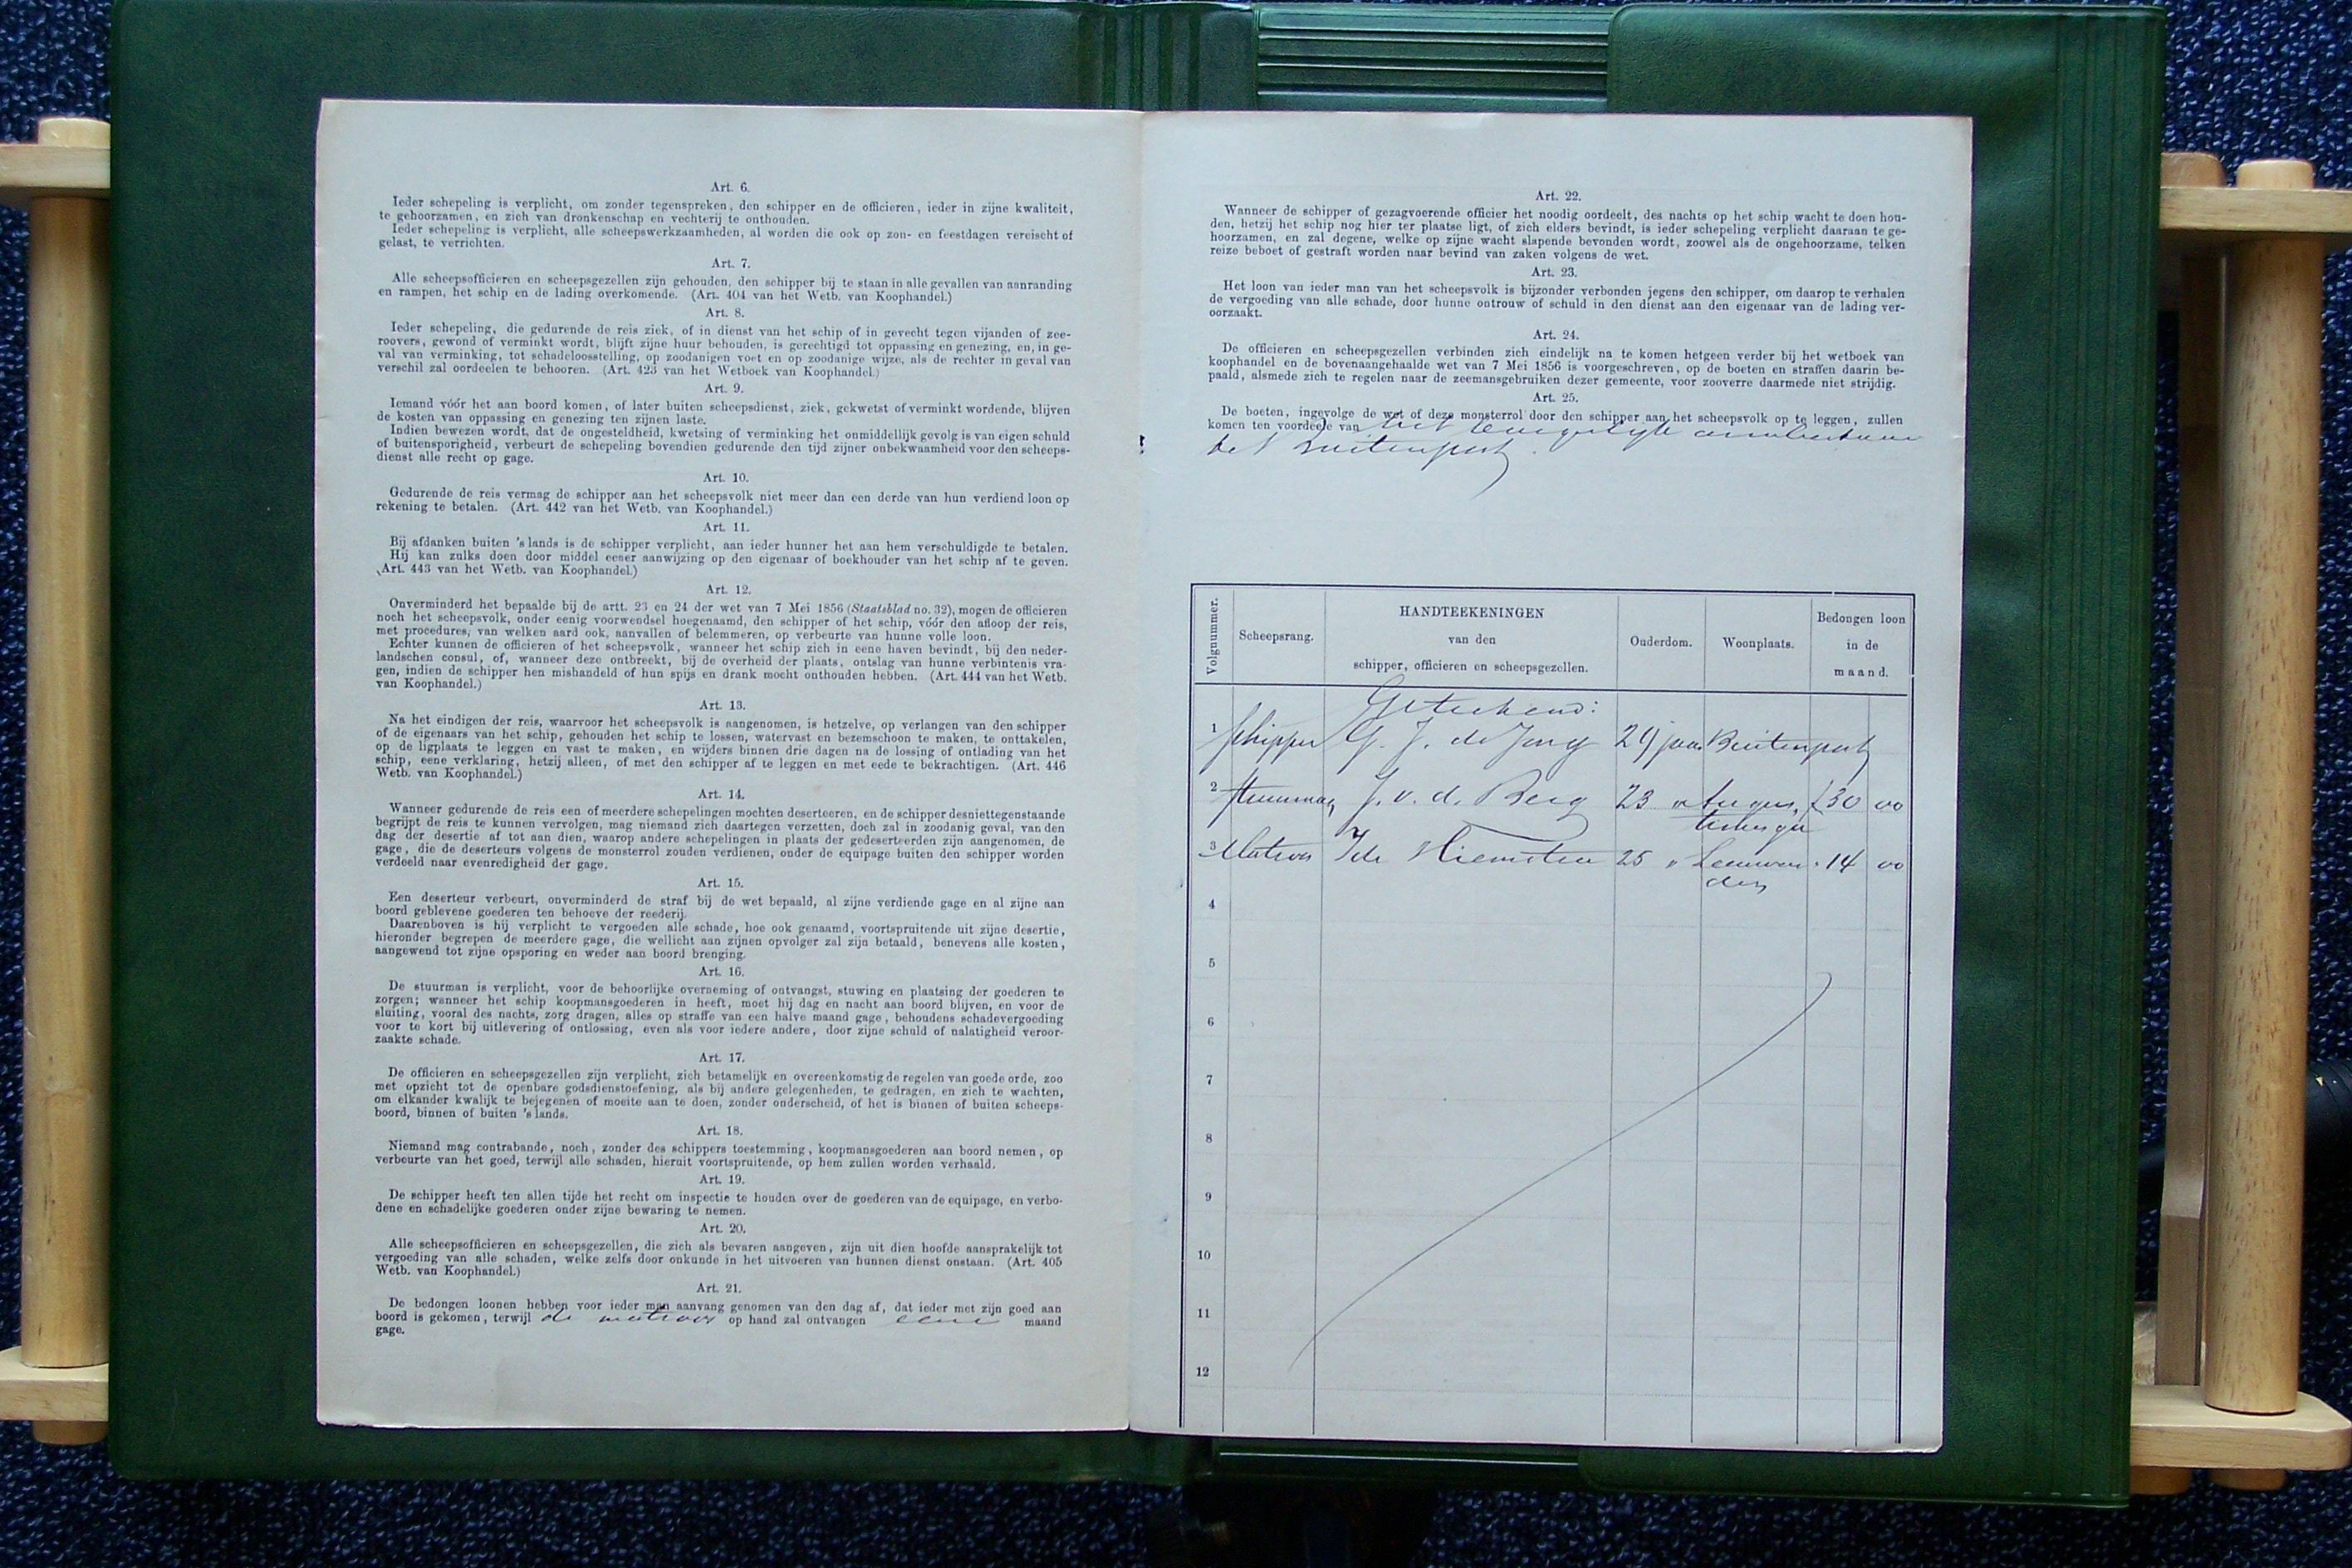 Art. 6.
Ieder schepeling is verplicht, om zonder tegenspreken, den schipper en de officieren, ieder in zijne kwaliteit,
te gehoorzamen, en zich van dronkenschap en vechterij te onthouden.
Ieder schepeling is verplicht, alle scheepswerkzaamheden, al worden die ook op zon- en feestdagen vereischt of
gelast, te verrichten.
Art. 7.
Alle scheepsofficieren en scheepsgezellen zijn gehouden, den schipper bij te staan in alle gevallen van aanranding
en rampen, het schip en de lading overkomende. (Art. 404 van het Wetb. van Koophandel.)
Art. 8.
Ieder schepeling, die gedurende de reis ziek, of in dienst van het schip of in gevecht tegen vijanden of zee-
roovers, gewond of verminkt wordt, blijft zijne huur behouden, is gerechtigd tot oppassing en genezing, en, in ge-
val van verminking, tot schadeloosstelling, op zoodanigen voet en op zoodanige wijze, als de rechter in geval van
verschil zal oordeelen te behooren. (Art. 423 van het Wetboek van Koophandel.)
Art. 9.
Iemand vóór het aan boord komen, of later buiten scheepsdienst, ziek, gekwetst of verminkt wordende, blijven
de kosten van oppassing en genezing ten zijnen laste.
Indien bewezen wordt, dat de ongesteldheid, kwetsing of verminking het onmiddellijk gevolg is van eigen schuld
of buitensporigheid, verbeurt de schepeling bovendien gedurende den tijd zijner onbekwaamheid voor den scheeps-
dienst alle recht op gage.
Art. 10.
Gedurende de reis vermag de schipper aan het scheepsvolk niet meer dan een derde van hun verdiend loon op
rekening te betalen. (Art. 442 van het Wetb. van Koophandel.)
Art. 11.
Bij afdanken buiten 's lands is de schipper verplicht, aan ieder hunner het aan hem verschuldigde te betalen.
Hij kan zulks doen door middel eener aanwijzing op den eigenaar of boekhouder van het schip af te geven.
(Art. 443 van het Wetb. van Koophandel.)
Art. 12.
Onverminderd het bepaalde bij de artt. 23 en 24 der wet van 7 Mei 1856 (Staatsblad no. 32), mogen de officieren
noch het scheepsvolk, onder eenig voorwendsel hoegenaamd, den schipper of het schip, vóór den afloop der reis,
met procedures, van welken aard ook, aanvallen of belemmeren, op verbeurte van hunne volle loon.
Echter kunnen de officieren of het scheepsvolk, wanneer het schip zich in eene haven bevindt, bij den neder-
landschen consul, of, wanneer deze ontbreekt, bij de overheid der plaats, ontslag van hunne verbintenis vra-
gen, indien de schipper hen mishandeld of hun spijs en drank mocht onthouden hebben. (Art. 444 van het Wetb.
van Koophandel.)
Art. 13.
Na het eindigen der reis, waarvoor het scheepsvolk is aangenomen, is hetzelve, op verlangen van den schipper
of de eigenaars van het schip, gehouden het schip te lossen, watervast en bezemschoon te maken, te onttakelen,
op de ligplaats te leggen en vast te maken, en wijders binnen drie dagen na de lossing of ontlading van het
schip, eene verklaring, hetzij alleen, of met den schipper af te leggen en met eede te bekrachtigen. (Art. 446
Wetb. van Koophandel.)
Art. 14.
Wanneer gedurende de reis een of meerdere schepelingen mochten deserteeren, en de schipper desniettegenstaande
begrijpt de reis te kunnen vervolgen, mag niemand zich daartegen verzetten, doch zal in zoodanig geval, van den
dag der desertie af tot aan dien, waarop andere schepelingen in plaats der gedeserteerden zijn aangenomen, de
gage, die de deserteurs volgens de monsterrol zouden verdienen, onder de equipage buiten den schipper worden
verdeeld naar evenredigheid der gage.
Art. 15.
Een deserteur verbeurt, onverminderd de straf bij de wet bepaald, al zijne verdiende gage en al zijne aan
boord geblevene goederen ten behoeve der reederij.
Daarenboven is hij verplicht te vergoeden alle schade, hoe ook genaamd, voortspruitende uit zijne desertie,
hieronder begrepen de meerdere gage, die wellicht aan zijnen opvolger zal zijn betaald, benevens alle kosten,
aangewend tot zijne opsporing en weder aan boord brenging.
Art. 16.
De stuurman is verplicht, voor de behoorlijke overneming of ontvangst, stuwing en plaatsing der goederen te
zorgen; wanneer het schip koopmansgoederen in heeft, moet hij dag en nacht aan boord blijven, en voor de
sluiting, vooral des nachts, zorg dragen, alles op straffe van een halve maand gage, behoudens schadevergoeding
voor te kort bij uitlevering of ontlossing, even als voor iedere andere, door zijne schuld of nalatigheid veroor-
zaakte schade.
Art. 17.
De officieren en scheepsgezellen zijn verplicht, zich betamelijk en overeenkomstig de regelen van goede orde, zoo
met opzicht tot de openbare godsdienstoefening, als bij andere gelegenheden, te gedragen, en zich te wachten,
om elkander kwalijk te bejegenen of moeite aan te doen, zonder onderscheid, of het is binnen of buiten scheeps-
boord, binnen of buiten 's lands.
Art. 18.
Niemand mag contrabande, noch, zonder des schippers toestemming, koopmansgoederen aan boord nemen, op
verbeurte van het goed, terwijl alle schaden, hieruit voortspruitende, op hem zullen worden verhaald.
Art. 19.
De schipper heeft ten allen tijde het recht om inspectie te houden over de goederen van de equipage, en verbo-
dene en schadelijke goederen onder zijne bewaring te nemen.
Art. 20.
Alle scheepsofficieren en scheepsgezellen, die zich als bevaren aangeven, zijn uit dien hoofde aansprakelijk tot
vergoeding van alle schaden, welke zelfs door onkunde in het uitvoeren van hunnen dienst onstaan. (Art. 405
Wetb. van Koophandel.)
Art. 21.
De bedongen loonen hebben voor ieder man aanvang genomen van den dag af, dat ieder met zijn goed aan
boord is gekomen, terwijl de matroos op hand zal ontvangen eene maand
gage.
Art. 22.
Wanneer de schipper of gezagvoerende officier het noodig oordeelt, des nachts op het schip wacht te doen hou-
den, hetzij het schip nog hier ter plaatse ligt, of zich elders bevindt, is ieder schepeling verplicht daaraan te ge-
hoorzamen, en zal degene, welke op zijne wacht slapende bevonden wordt, zoowel als de ongehoorzame, telken
reize beboet of gestraft worden naar bevind van zaken volgens de wet.
Art. 23.
Het loon van ieder man van het scheepsvolk is bijzonder verbonden jegens den schipper, om daarop te verhalen
de vergoeding van alle schade, door hunne ontrouw of schuld in den dienst aan den eigenaar van de lading ver-
oorzaakt.
Art. 24.
De officieren en scheepsgezellen verbinden zich eindelijk na te komen hetgeen verder bij het wetboek van
koophandel en de bovenaangehaalde wet van 7 Mei 1856 is voorgeschreven, op de boeten en straffen daarin be-
paald, alsmede zich te regelen naar de zeemansgebruiken dezer gemeente, voor zooverre daarmede niet strijdig.
Art. 25.
De boeten, ingevolge de wet of deze monsterrol door den schipper aan het scheepsvolk op te leggen, zullen
komen ten voordeele van het burgerlijk armbestuur
te Buitenpost.
Volgnummer.
Scheepsrang.
HANDTEEKENINGEN
van den
schipper, officieren en scheepsgezellen.
Ouderdom.
Woonplaats.
Bedongen loon
in de
maand.
Geteekend:
1 Schipper G. J. de Jong 29 jaar Buitenpost
2 Stuurman J. v. d. Berg 23 " Augus- f 30 00
tinusga
3 Matroos Ide Hiemstra 25 " Leeuwar- " 14 00
den
4
5
6
7
8
9
10
11
12